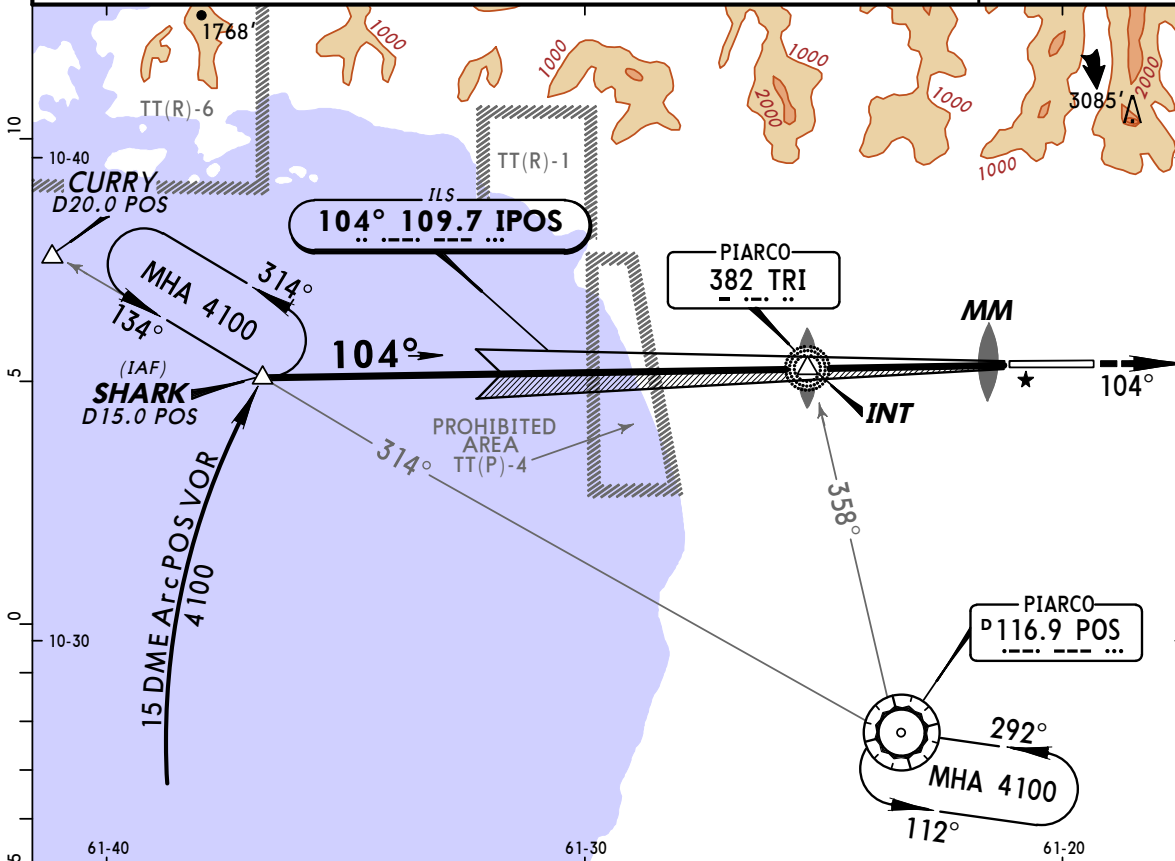 1768'
1000
1000
1000
2000
1000
2000
3085'
1000
TT(R)-6
TT(R)-1
10
10-40
CURRY
D20.0 POS
ILS
104° 109.7 IPOS
MHA 4100
314°
134°
PIARCO
382 TRI
MM
104°
(IAF)
SHARK
D15.0 POS
5
104°
INT
PROHIBITED
AREA
TT(P)-4
314°
358°
15 DME Arc POS VOR
4100
0
10-30
PIARCO
D116.9 POS
292°
MHA 4100
112°
5
61-40
61-30
61-20